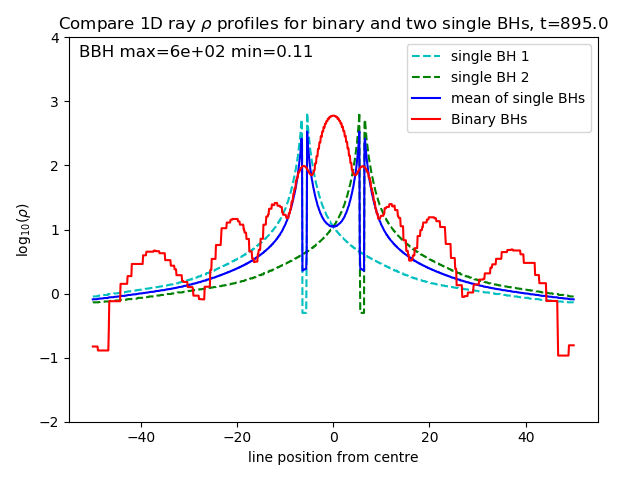 Compare 1D ray ρ profiles for binary and two single BHs, t=895.0
BBH max=6e+02 min=0.11
single BH 1
single BH 2
mean of single BHs
Binary BHs
4
3
2
1
0
−1
−2
log₁₀(ρ)
−40 −20 0 20 40
line position from centre